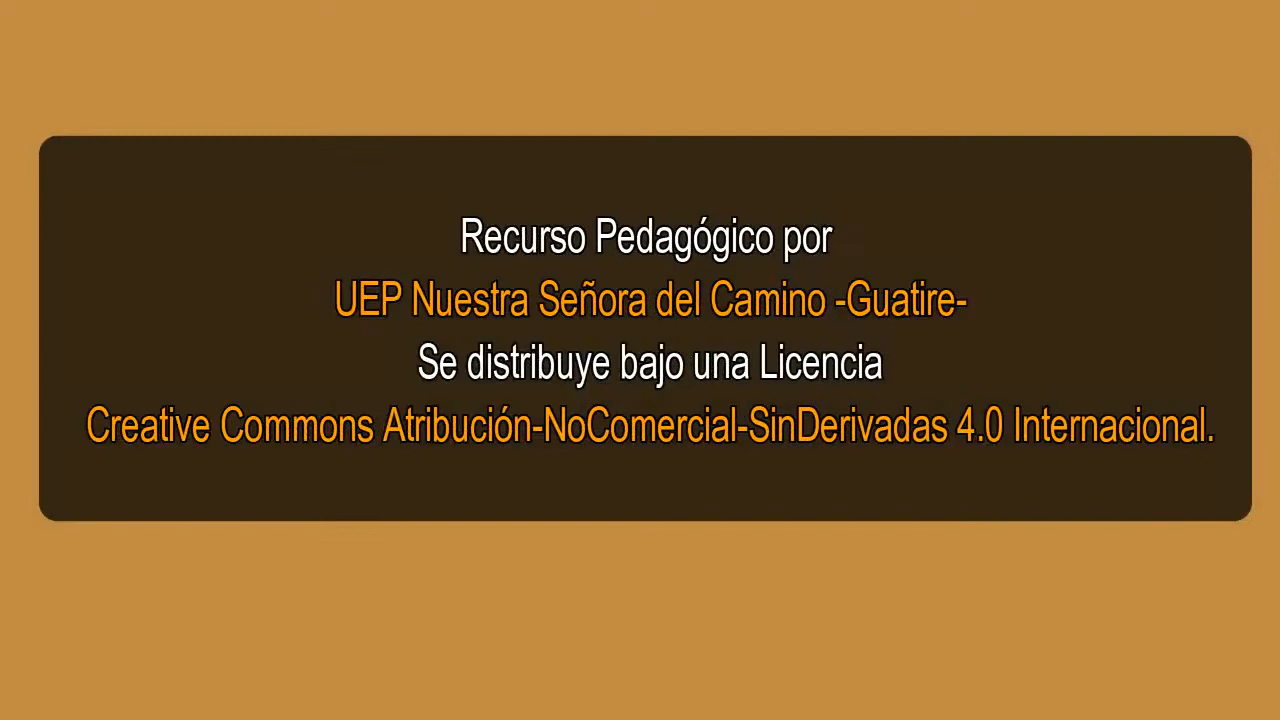 Recurso Pedagógico por
UEP Nuestra Señora del Camino -Guatire-
Se distribuye bajo una Licencia
Creative Commons Atribución-NoComercial-SinDerivadas 4.0 Internacional.